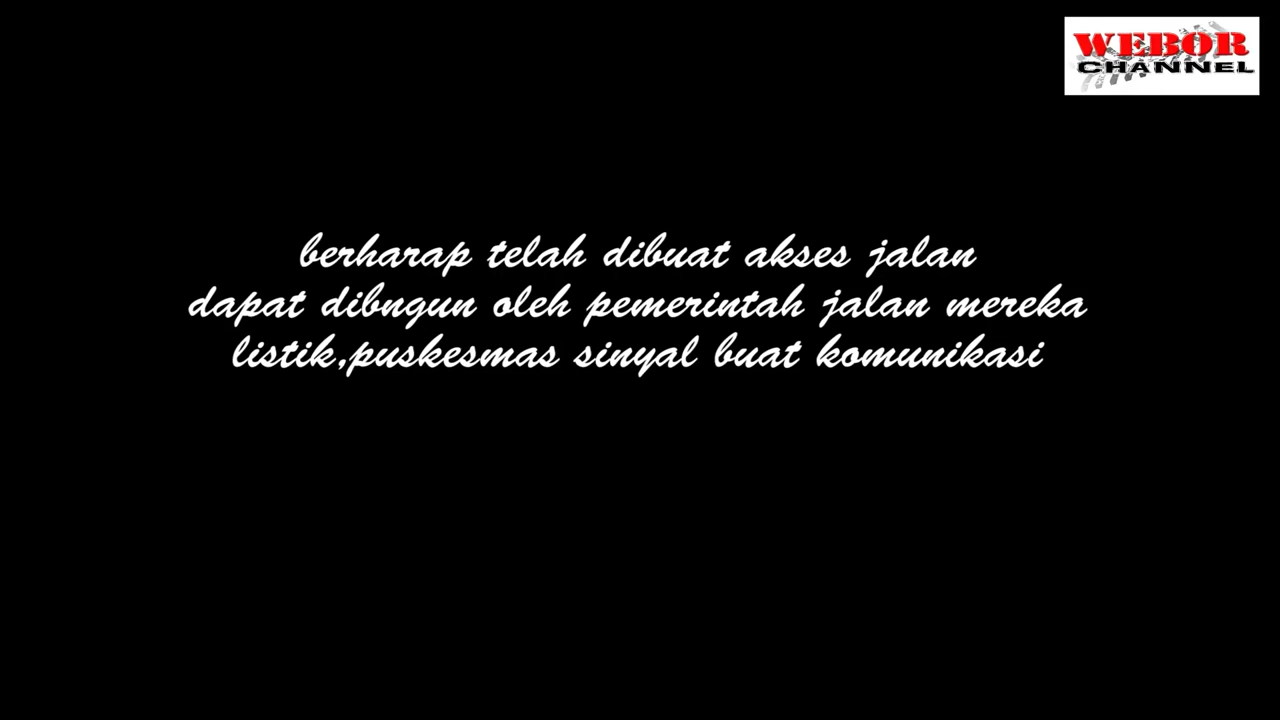 WEBOR
CHANNEL
berharap telah dibuat akses jalan
dapat dibngun oleh pemerintah jalan mereka
listik,puskesmas sinyal buat komunikasi